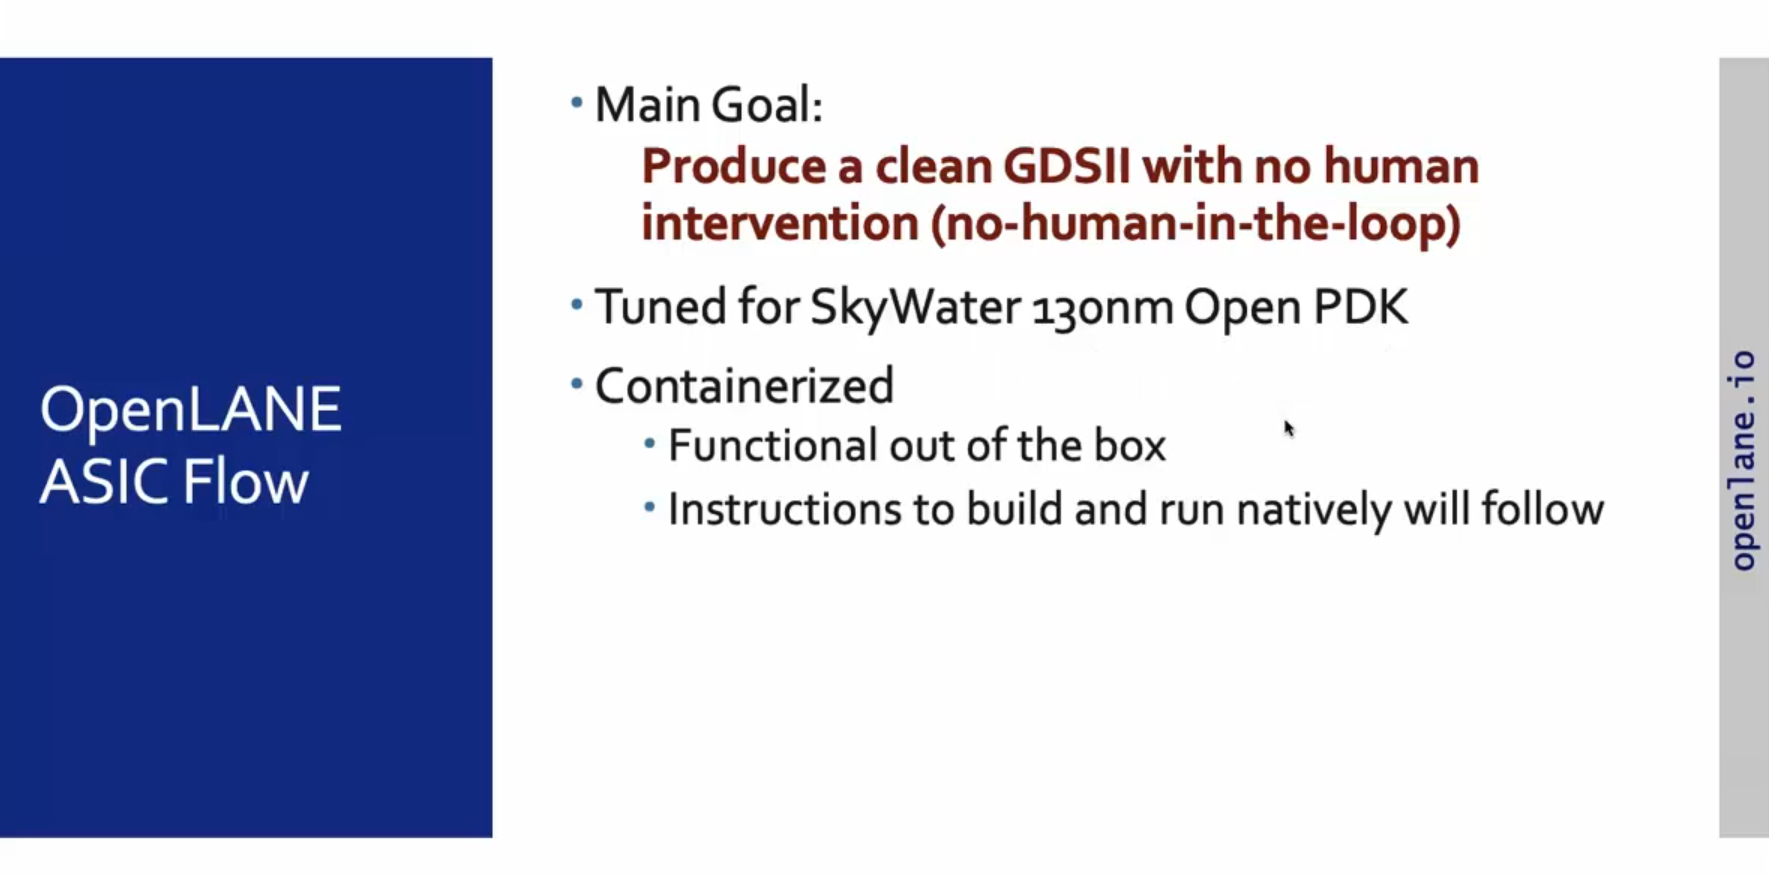 OpenLANE
ASIC Flow
• Main Goal:
Produce a clean GDSII with no human
intervention (no-human-in-the-loop)
• Tuned for SkyWater 130nm Open PDK
• Containerized
• Functional out of the box
• Instructions to build and run natively will follow
openlane.io